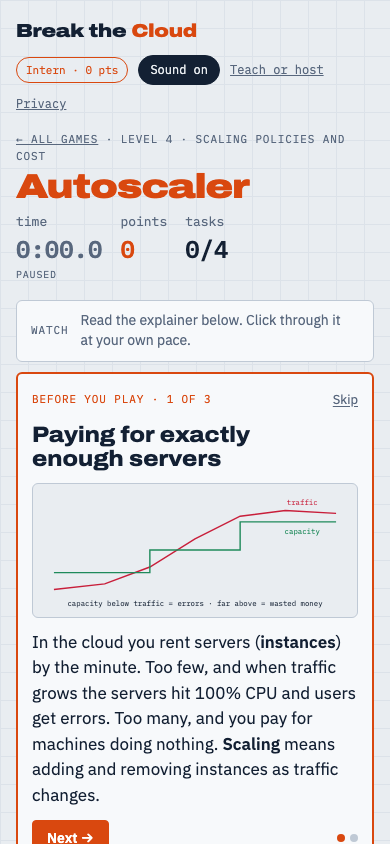 Break the Cloud
Intern · 0 pts
Sound on
Teach or host
Privacy
← ALL GAMES · LEVEL 4 · SCALING POLICIES AND
COST
Autoscaler
time points tasks
0:00.0 0 0/4
PAUSED
WATCH
Read the explainer below. Click through it
at your own pace.
BEFORE YOU PLAY · 1 OF 3
Skip
Paying for exactly
enough servers
traffic
capacity
capacity below traffic = errors · far above = wasted money
In the cloud you rent servers (instances)
by the minute. Too few, and when traffic
grows the servers hit 100% CPU and users
get errors. Too many, and you pay for
machines doing nothing. Scaling means
adding and removing instances as traffic
changes.
Next →